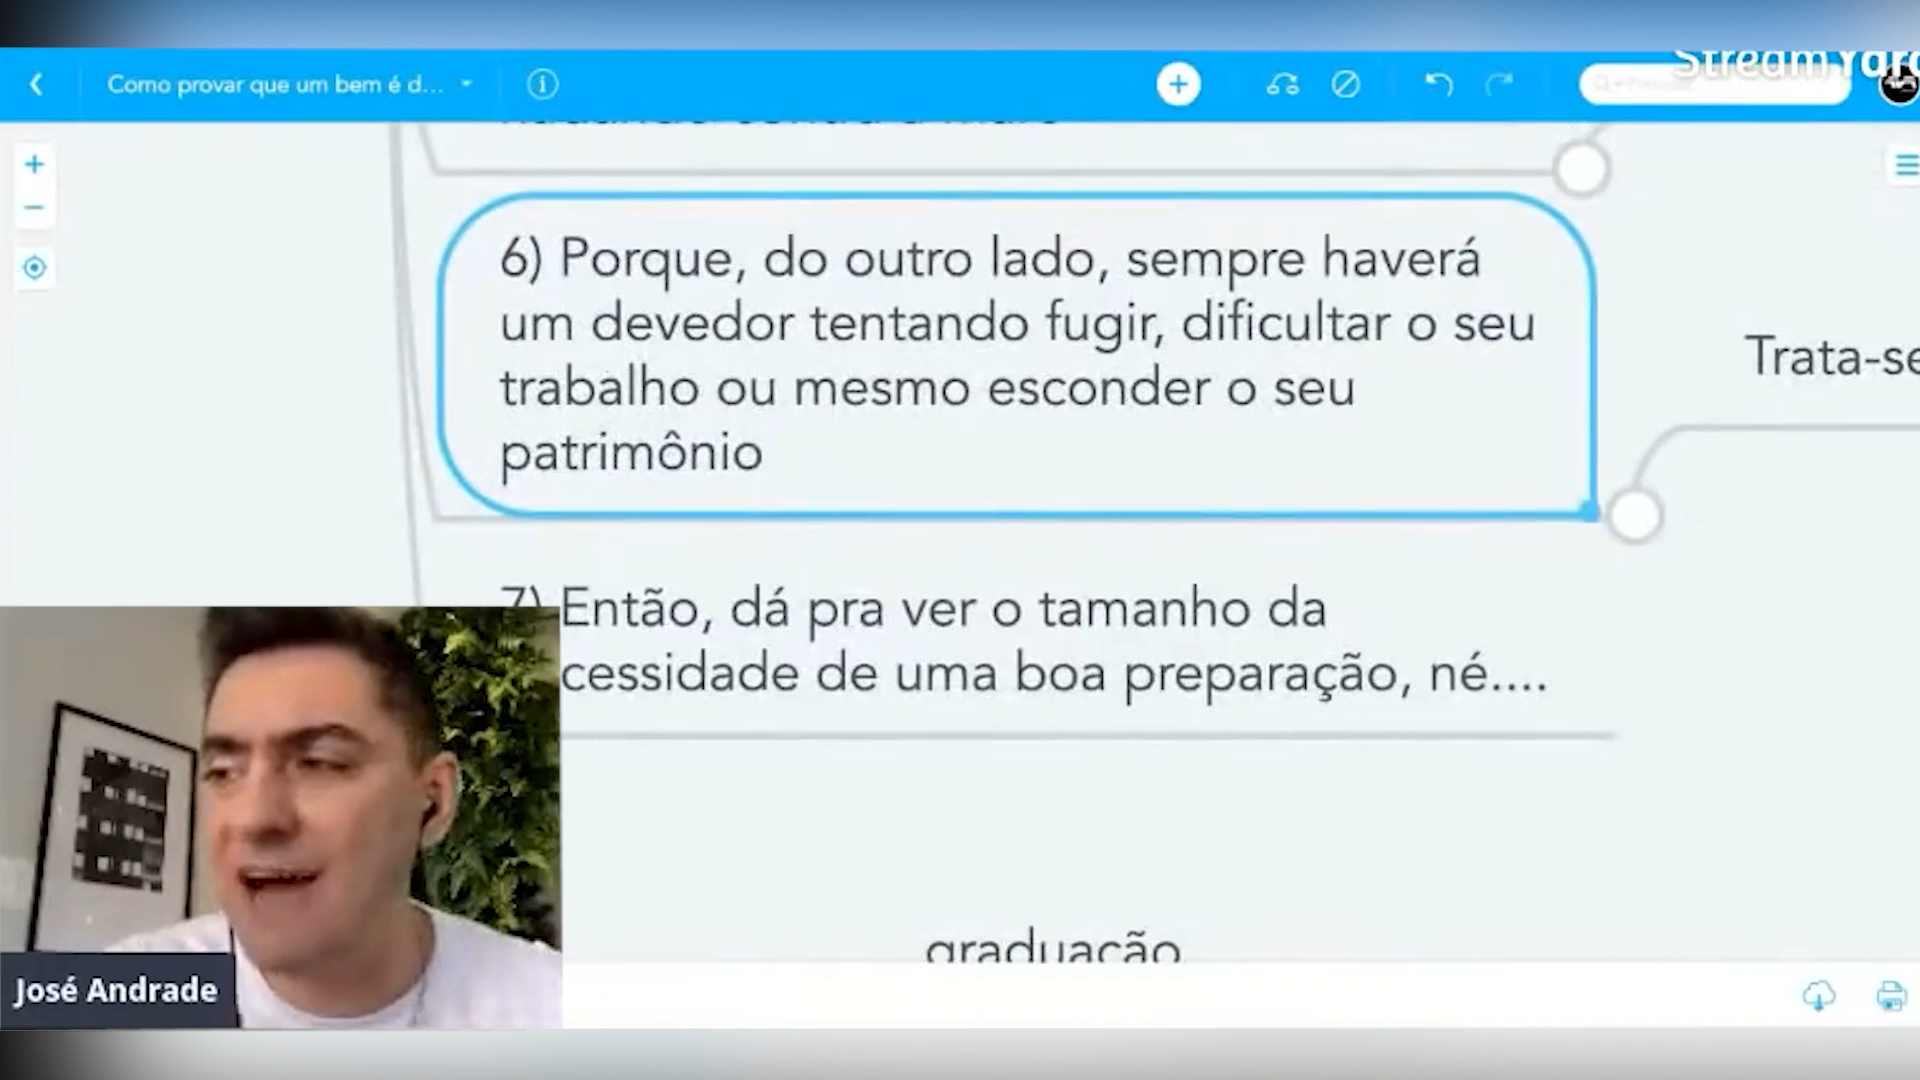 StreamYard
Como provar que um bem é d...
6) Porque, do outro lado, sempre haverá
um devedor tentando fugir, dificultar o seu
trabalho ou mesmo esconder o seu
patrimônio
Trata-se
7) Então, dá pra ver o tamanho da
cessidade de uma boa preparação, né....
graduação
José Andrade